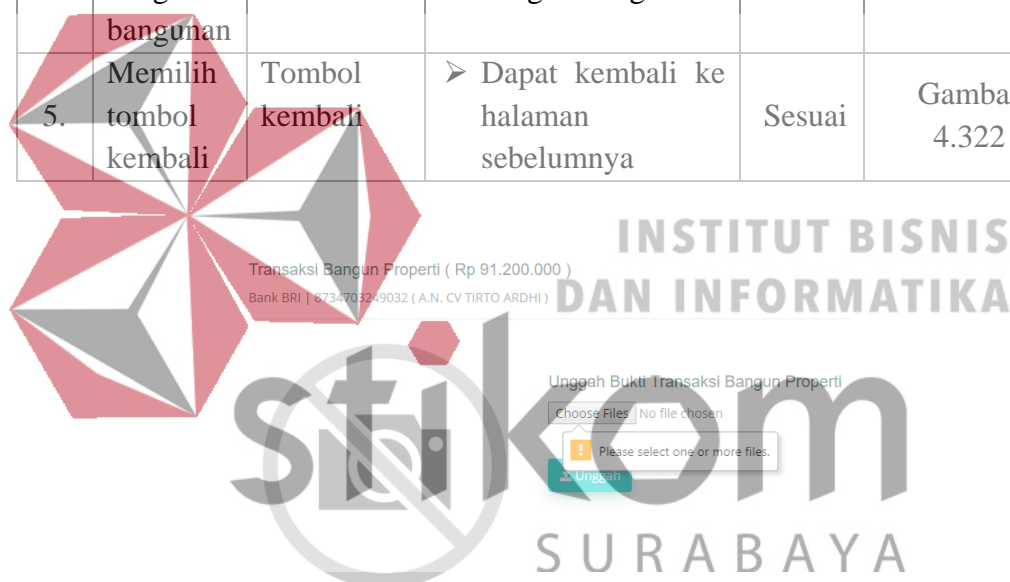 bangunan
5.
Memilih tombol kembali
Tombol kembali
➢ Dapat kembali ke halaman sebelumnya
Sesuai
4.322
INSTITUT BISNIS
DAN INFORMATIKA
Transaksi Bangun Properti ( Rp 91.200.000 )
Bank BRI | 8734703249032 ( A.N. CV TIRTO ARDHI )
stikom
SURABAYA
Unggah Bukti Transaksi Bangun Properti
Choose Files No file chosen
! Please select one or more files.
Unggah